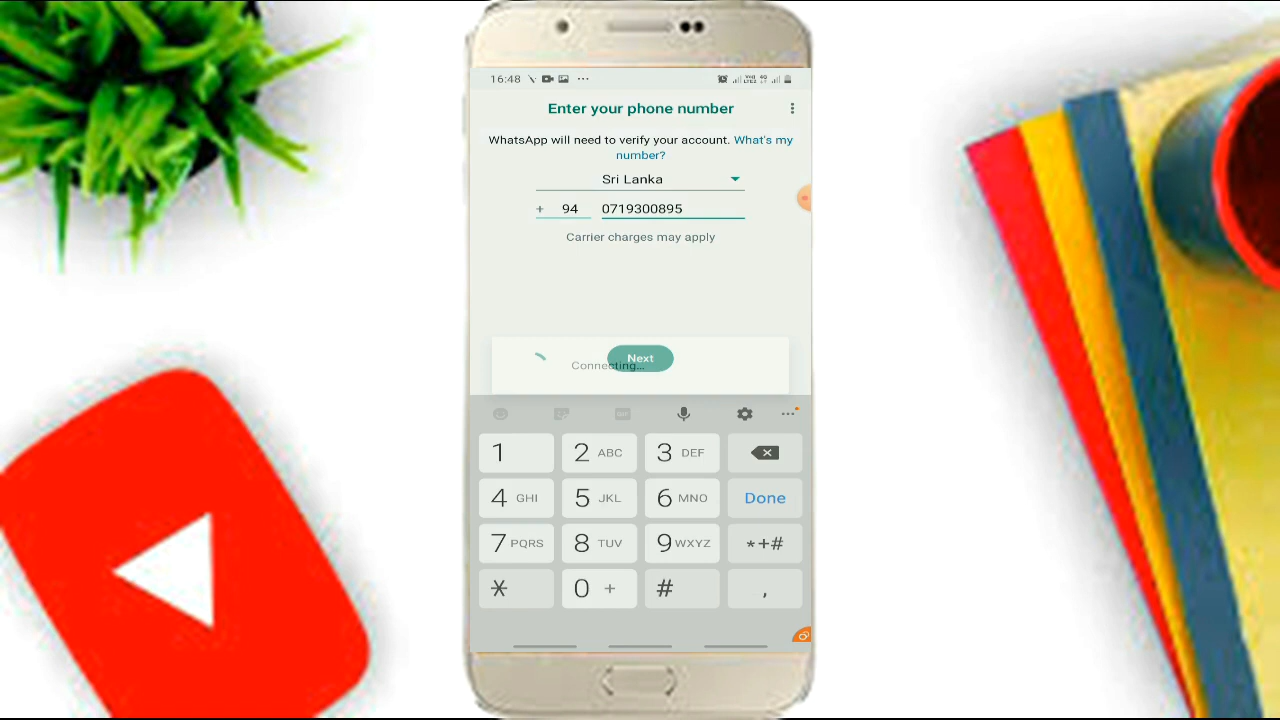 16:48
Enter your phone number
WhatsApp will need to verify your account. What's my
number?
Sri Lanka
+ 94 0719300895
Carrier charges may apply
Next
Connecting...
1 2 ABC 3 DEF
4 GHI 5 JKL 6 MNO Done
7 PQRS 8 TUV 9 WXYZ *+#
* 0 + # ,